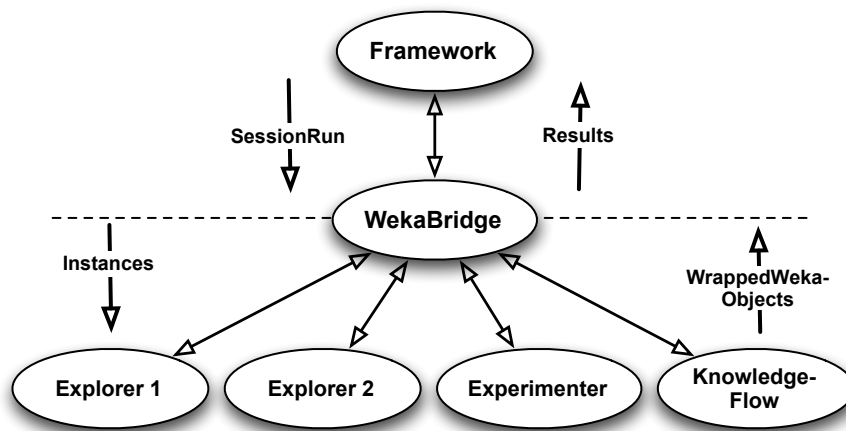 Framework
SessionRun
Results
WekaBridge
Instances
WrappedWeka-
Objects
Explorer 1
Explorer 2
Experimenter
Knowledge-
Flow